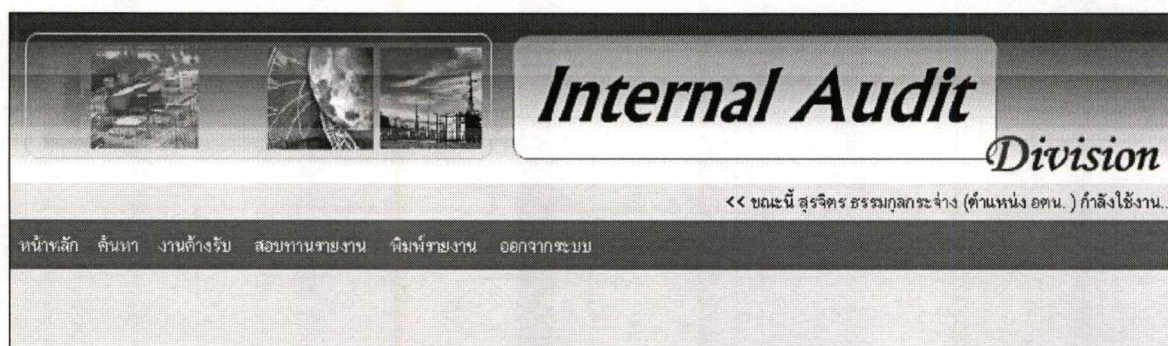 Internal Audit
Division
<< ขณะนี้ สุรจิตร ธรรมกุลกระจ่าง (ตำแหน่ง อตน. ) กำลังใช้งาน..
หน้าหลัก ค้นหา งานค้างรับ สอบทานรายงาน พิมพ์รายงาน ออกจากระบบ